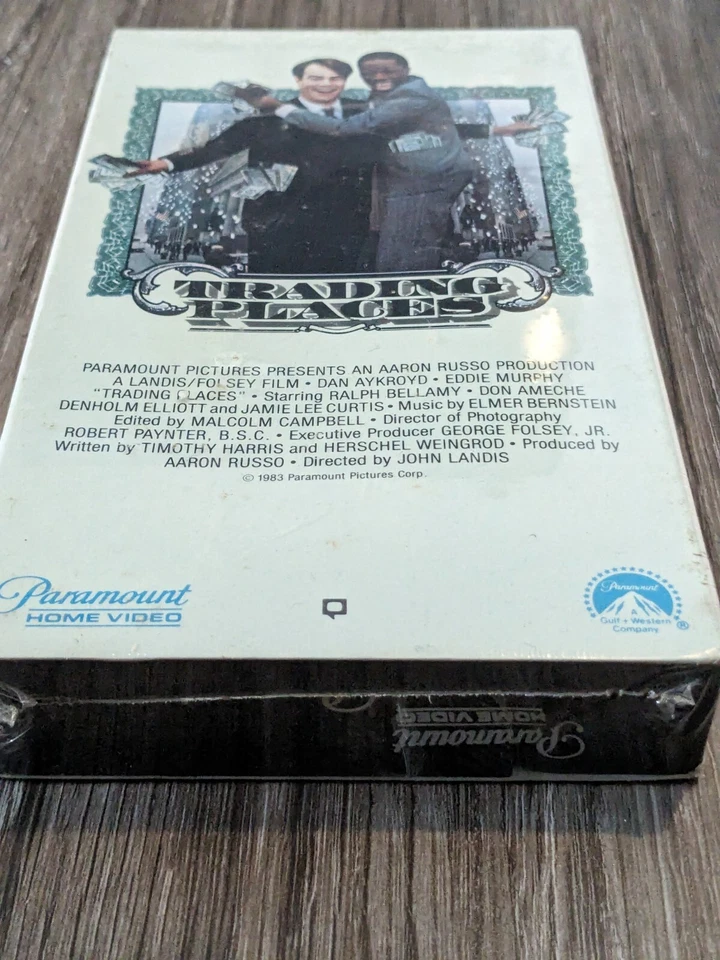 TRADING
PLACES
PARAMOUNT PICTURES PRESENTS AN AARON RUSSO PRODUCTION
A LANDIS/FOLSEY FILM • DAN AYKROYD • EDDIE MURPHY
"TRADING PLACES" • Starring RALPH BELLAMY • DON AMECHE
DENHOLM ELLIOTT and JAMIE LEE CURTIS • Music by ELMER BERNSTEIN
Edited by MALCOLM CAMPBELL • Director of Photography
ROBERT PAYNTER, B.S.C. • Executive Producer GEORGE FOLSEY, JR.
Written by TIMOTHY HARRIS and HERSCHEL WEINGROD • Produced by
AARON RUSSO • Directed by JOHN LANDIS
© 1983 Paramount Pictures Corp.
Paramount
HOME VIDEO
Paramount
A
Gulf + Western
Company
®
Paramount
HOME VIDEO